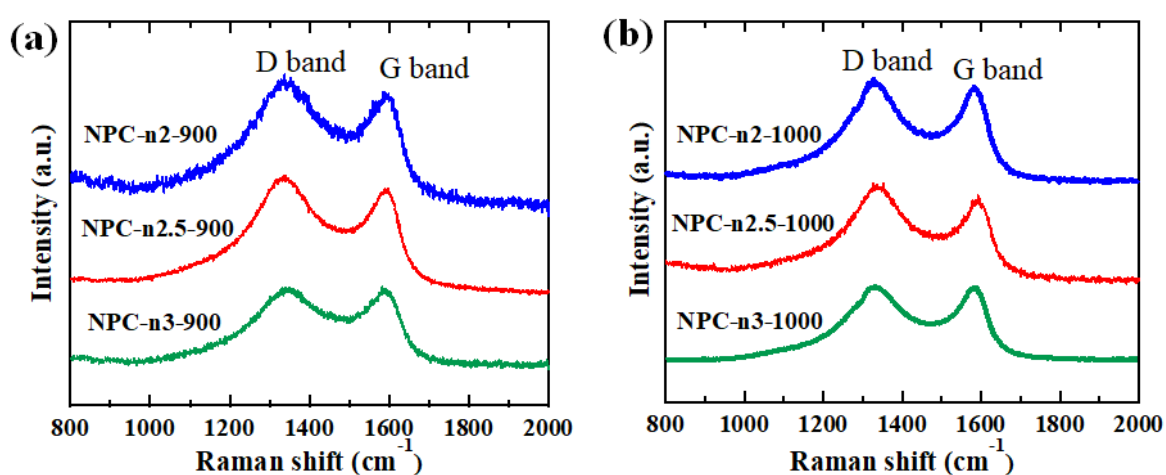 (a)
D band
G band
NPC-n2-900
NPC-n2.5-900
NPC-n3-900
Intensity (a.u.)
800 1000 1200 1400 1600 1800 2000
Raman shift (cm⁻¹)
(b)
D band
G band
NPC-n2-1000
NPC-n2.5-1000
NPC-n3-1000
Intensity (a.u.)
800 1000 1200 1400 1600 1800 2000
Raman shift (cm⁻¹)